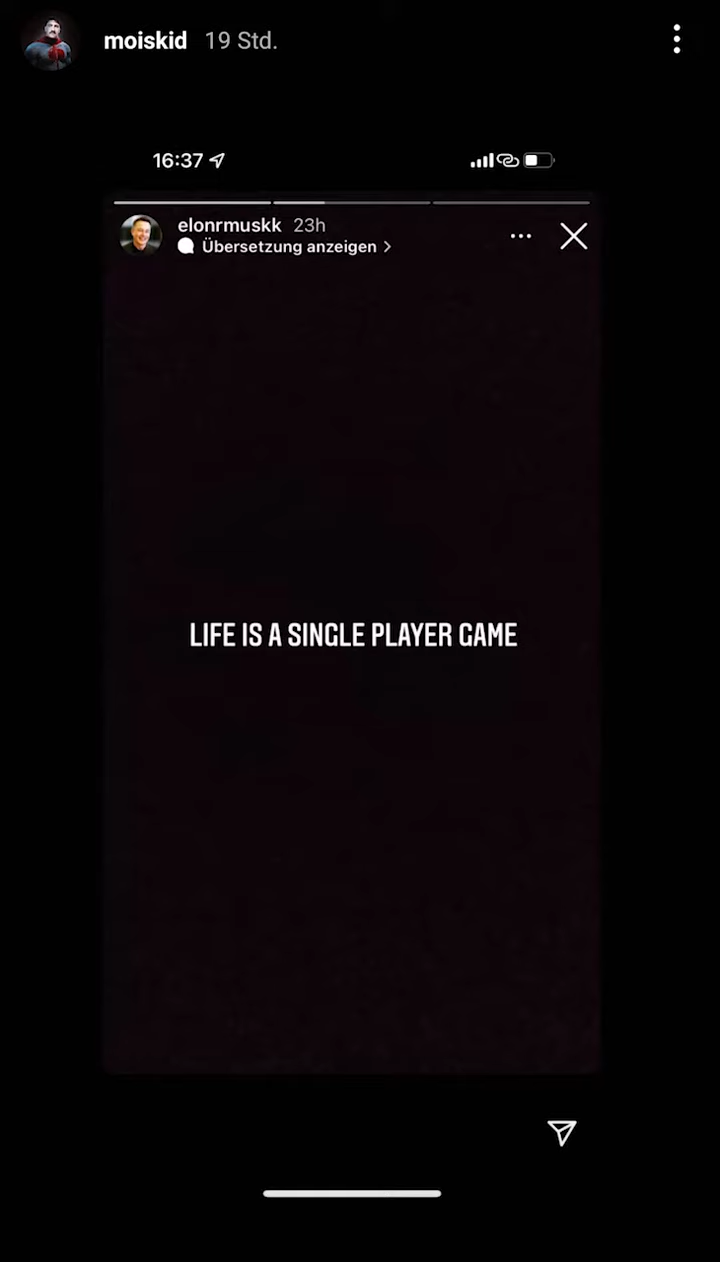 moiskid 19 Std.
16:37
elonrmuskk 23h
Übersetzung anzeigen
LIFE IS A SINGLE PLAYER GAME